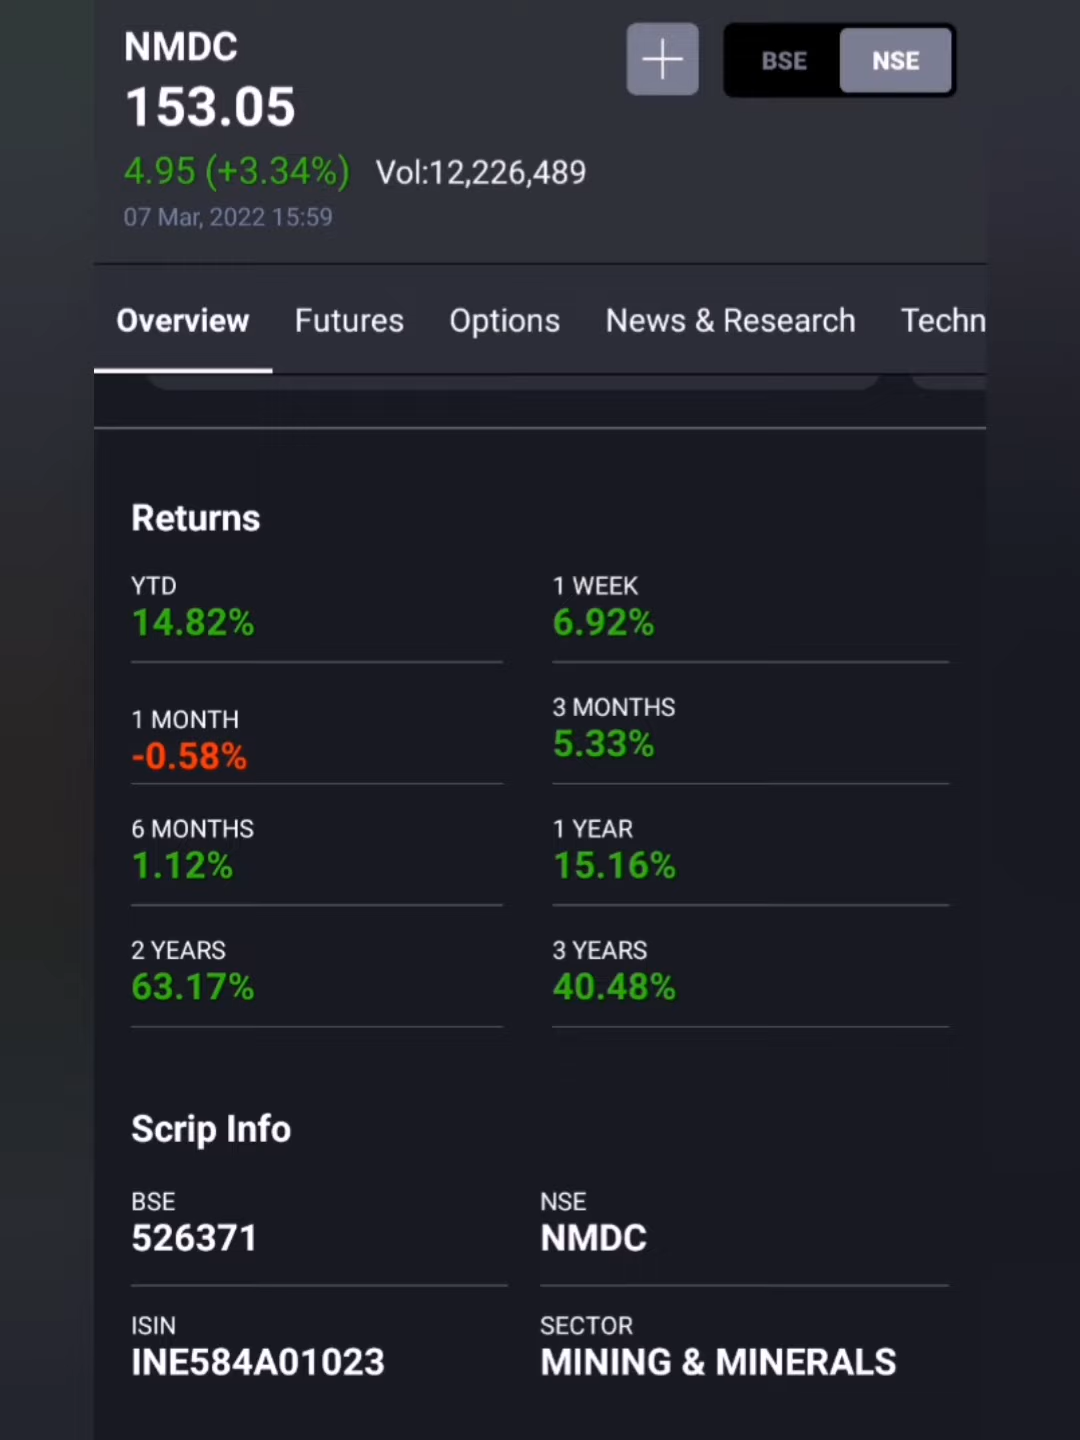 NMDC
153.05
4.95 (+3.34%) Vol:12,226,489
07 Mar, 2022 15:59
BSE NSE
Overview Futures Options News & Research Techn
Returns
YTD
14.82%
1 WEEK
6.92%
1 MONTH
-0.58%
3 MONTHS
5.33%
6 MONTHS
1.12%
1 YEAR
15.16%
2 YEARS
63.17%
3 YEARS
40.48%
Scrip Info
BSE
526371
NSE
NMDC
ISIN
INE584A01023
SECTOR
MINING & MINERALS